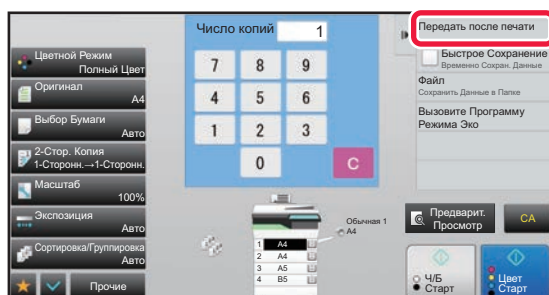 Число копий
1
Передать после печати
Цветной Режим
Полный Цвет
Быстрое Сохранение
Временно Сохран. Данные
7
8
9
Оригинал
A4
Файл
Сохранить Данные в Папке
4
5
6
Выбор Бумаги
Авто
Вызовите Программу
Режима Эко
1
2
3
2-Стор. Копия
1-Сторонн.→1-Сторонн.
0
C
Масштаб
100%
Экспозиция
Авто
Обычная 1
A4
Предварит.
Просмотр
CA
Сортировка/Группировка
Авто
1 A4
2 A4
3 A5
4 B5
Прочие
Ч/Б
Старт
Цвет
Старт